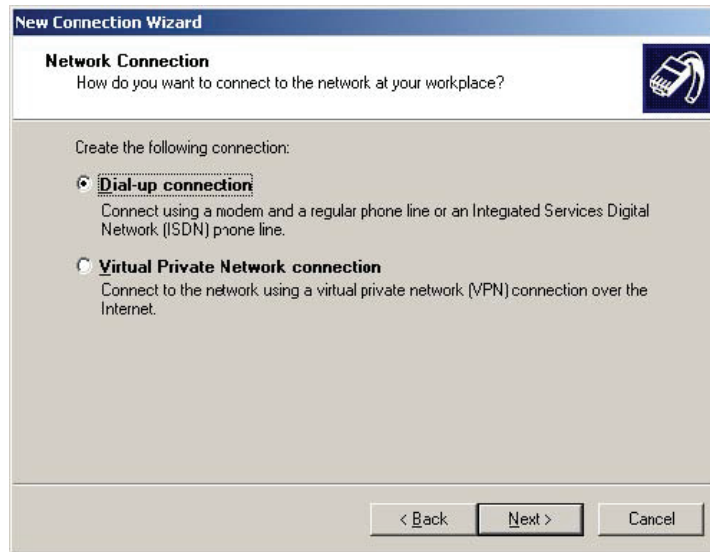 New Connection Wizard
Network Connection
How do you want to connect to the network at your workplace?
Create the following connection:
Dial-up connection
Connect using a modem and a regular phone line or an Integrated Services Digital
Network (ISDN) phone line.
Virtual Private Network connection
Connect to the network using a virtual private network (VPN) connection over the
Internet.
< Back
Next >
Cancel